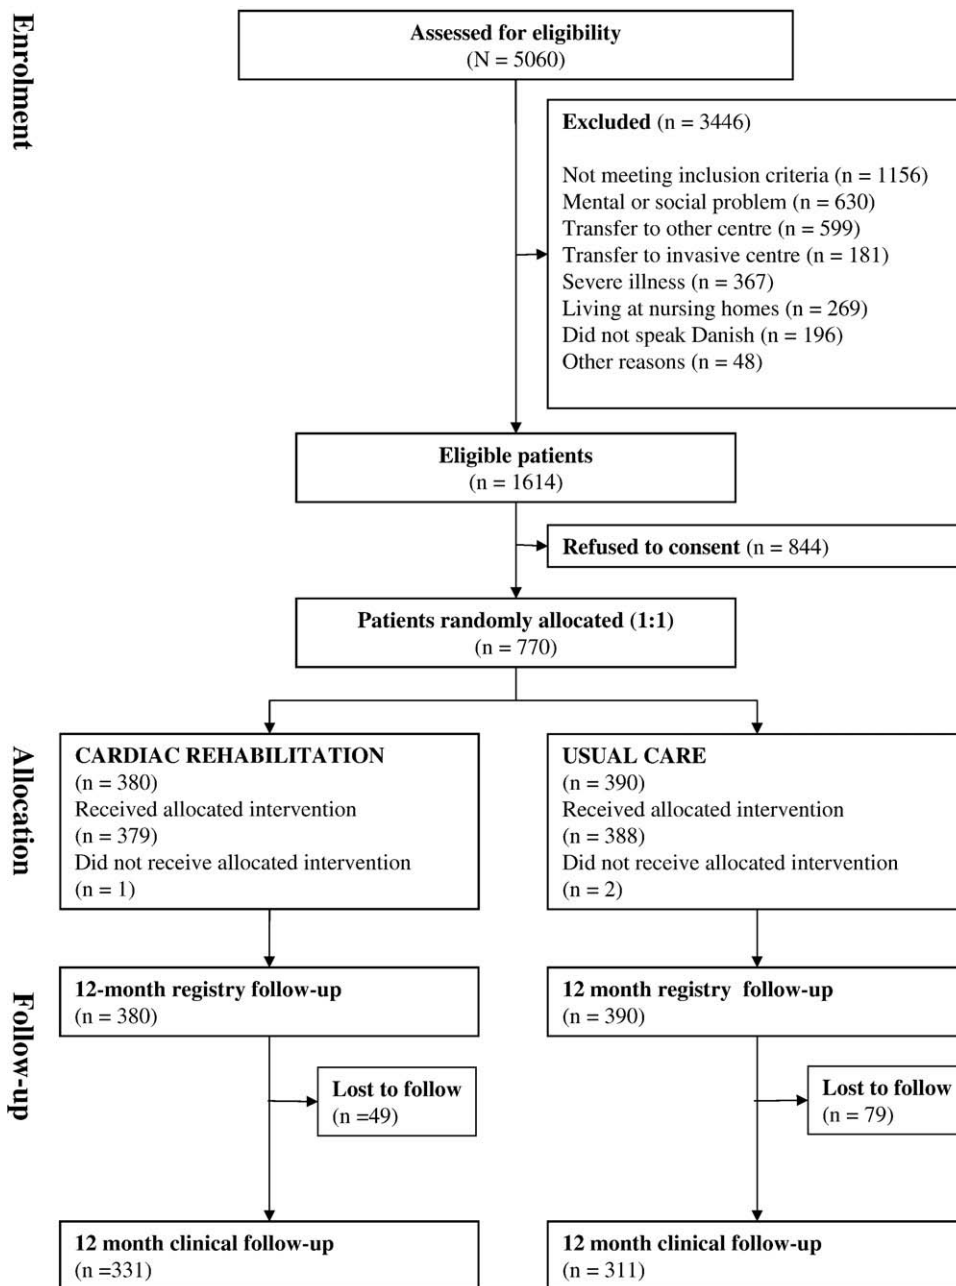 Enrolment
Assessed for eligibility
(N = 5060)
Excluded (n = 3446)
Not meeting inclusion criteria (n = 1156)
Mental or social problem (n = 630)
Transfer to other centre (n = 599)
Transfer to invasive centre (n = 181)
Severe illness (n = 367)
Living at nursing homes (n = 269)
Did not speak Danish (n = 196)
Other reasons (n = 48)
Eligible patients
(n = 1614)
Refused to consent (n = 844)
Patients randomly allocated (1:1)
(n = 770)
Allocation
CARDIAC REHABILITATION
(n = 380)
Received allocated intervention
(n = 379)
Did not receive allocated intervention
(n = 1)
USUAL CARE
(n = 390)
Received allocated intervention
(n = 388)
Did not receive allocated intervention
(n = 2)
Follow-up
12-month registry follow-up
(n = 380)
12 month registry follow-up
(n = 390)
Lost to follow
(n =49)
Lost to follow
(n = 79)
12 month clinical follow-up
(n =331)
12 month clinical follow-up
(n = 311)